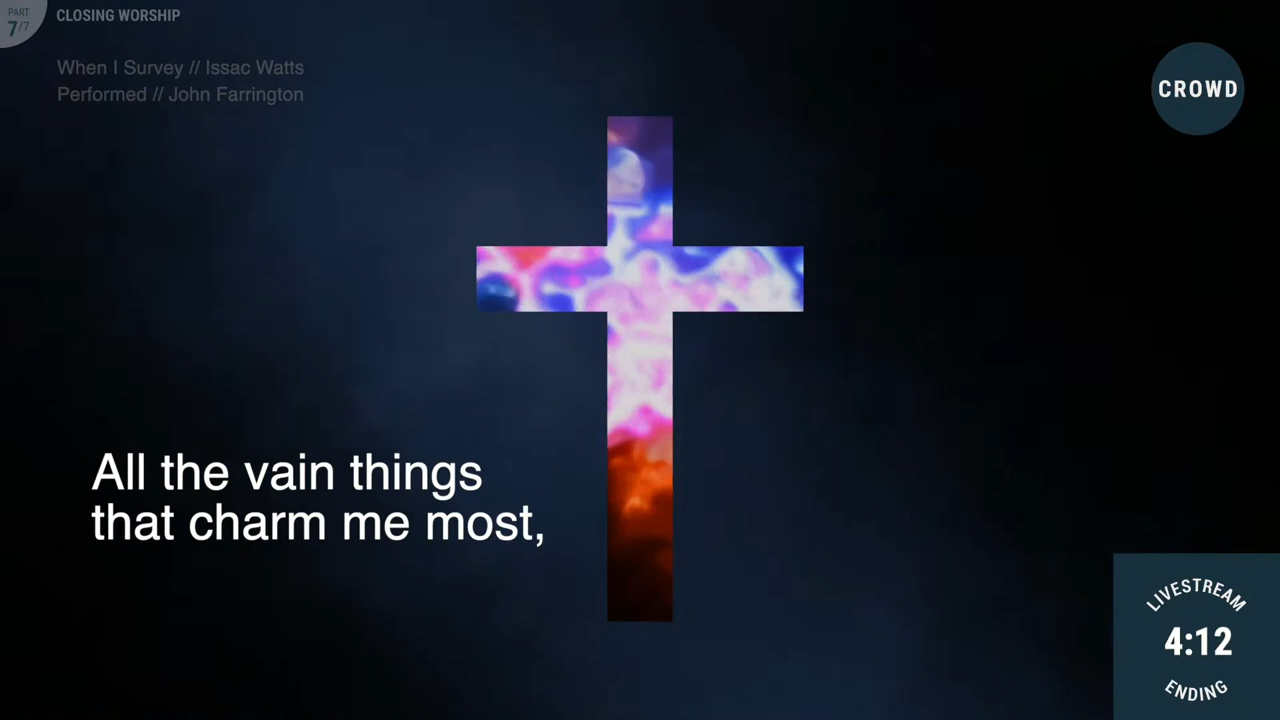 PART
7/7
CLOSING WORSHIP
When I Survey // Issac Watts
Performed // John Farrington
CROWD
All the vain things
that charm me most,
LIVESTREAM
4:12
ENDING